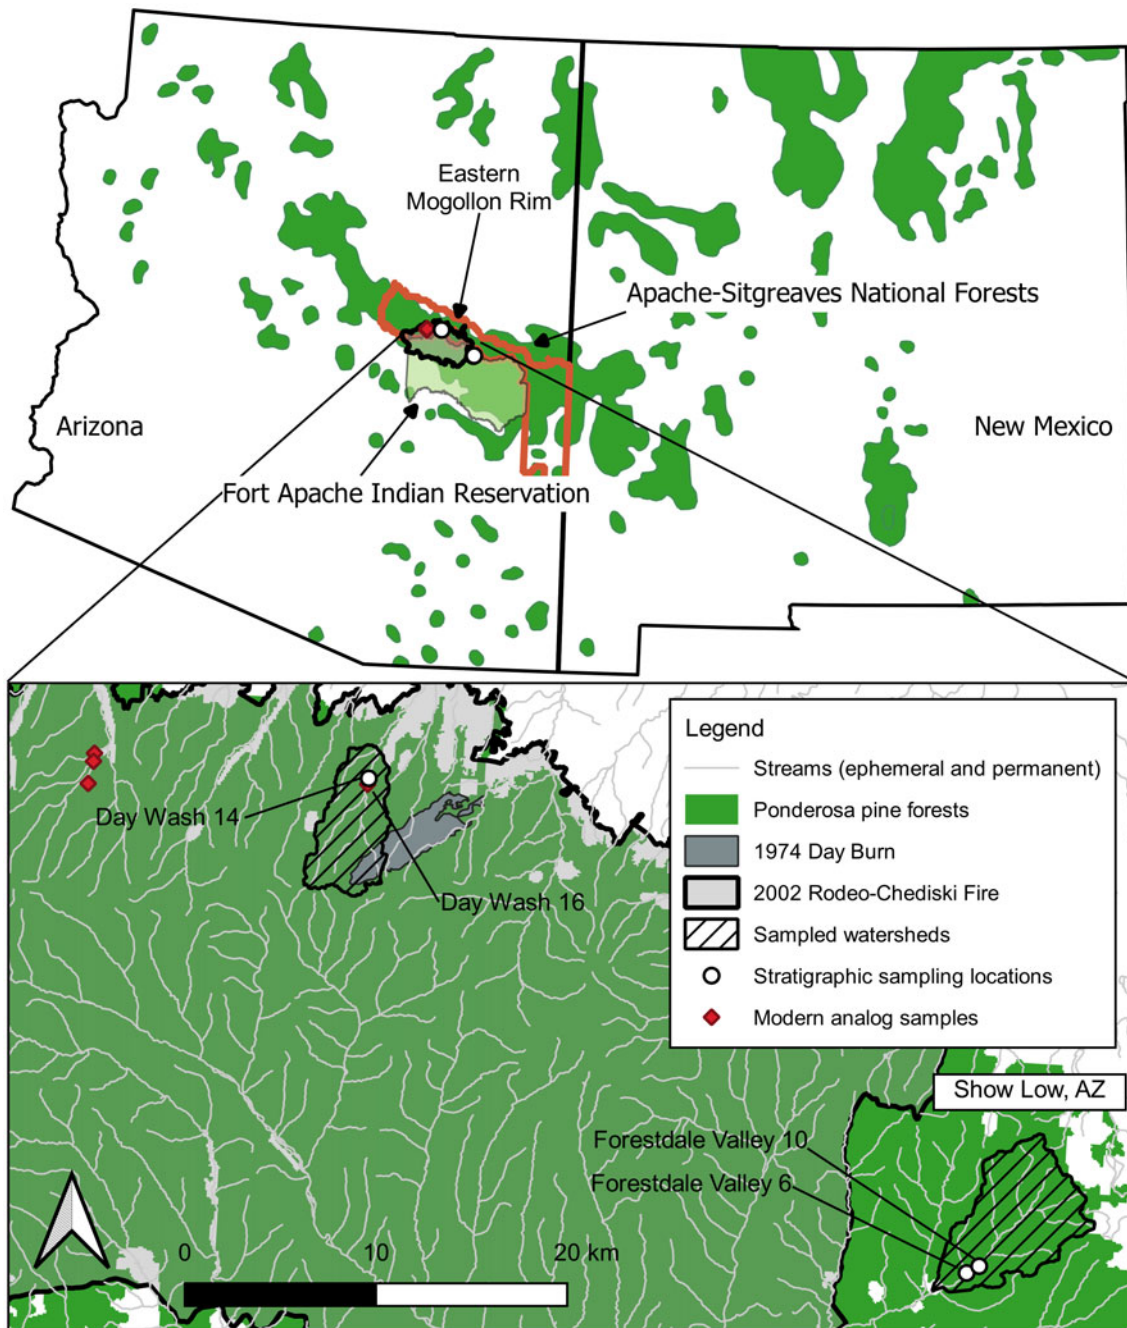 Eastern
Mogollon Rim
Apache-Sitgreaves National Forests
Arizona
New Mexico
Fort Apache Indian Reservation
Legend
Streams (ephemeral and permanent)
Ponderosa pine forests
1974 Day Burn
2002 Rodeo-Chediski Fire
Sampled watersheds
Stratigraphic sampling locations
Modern analog samples
Day Wash 14
Day Wash 16
Show Low, AZ
Forestdale Valley 10
Forestdale Valley 6
0 10 20 km